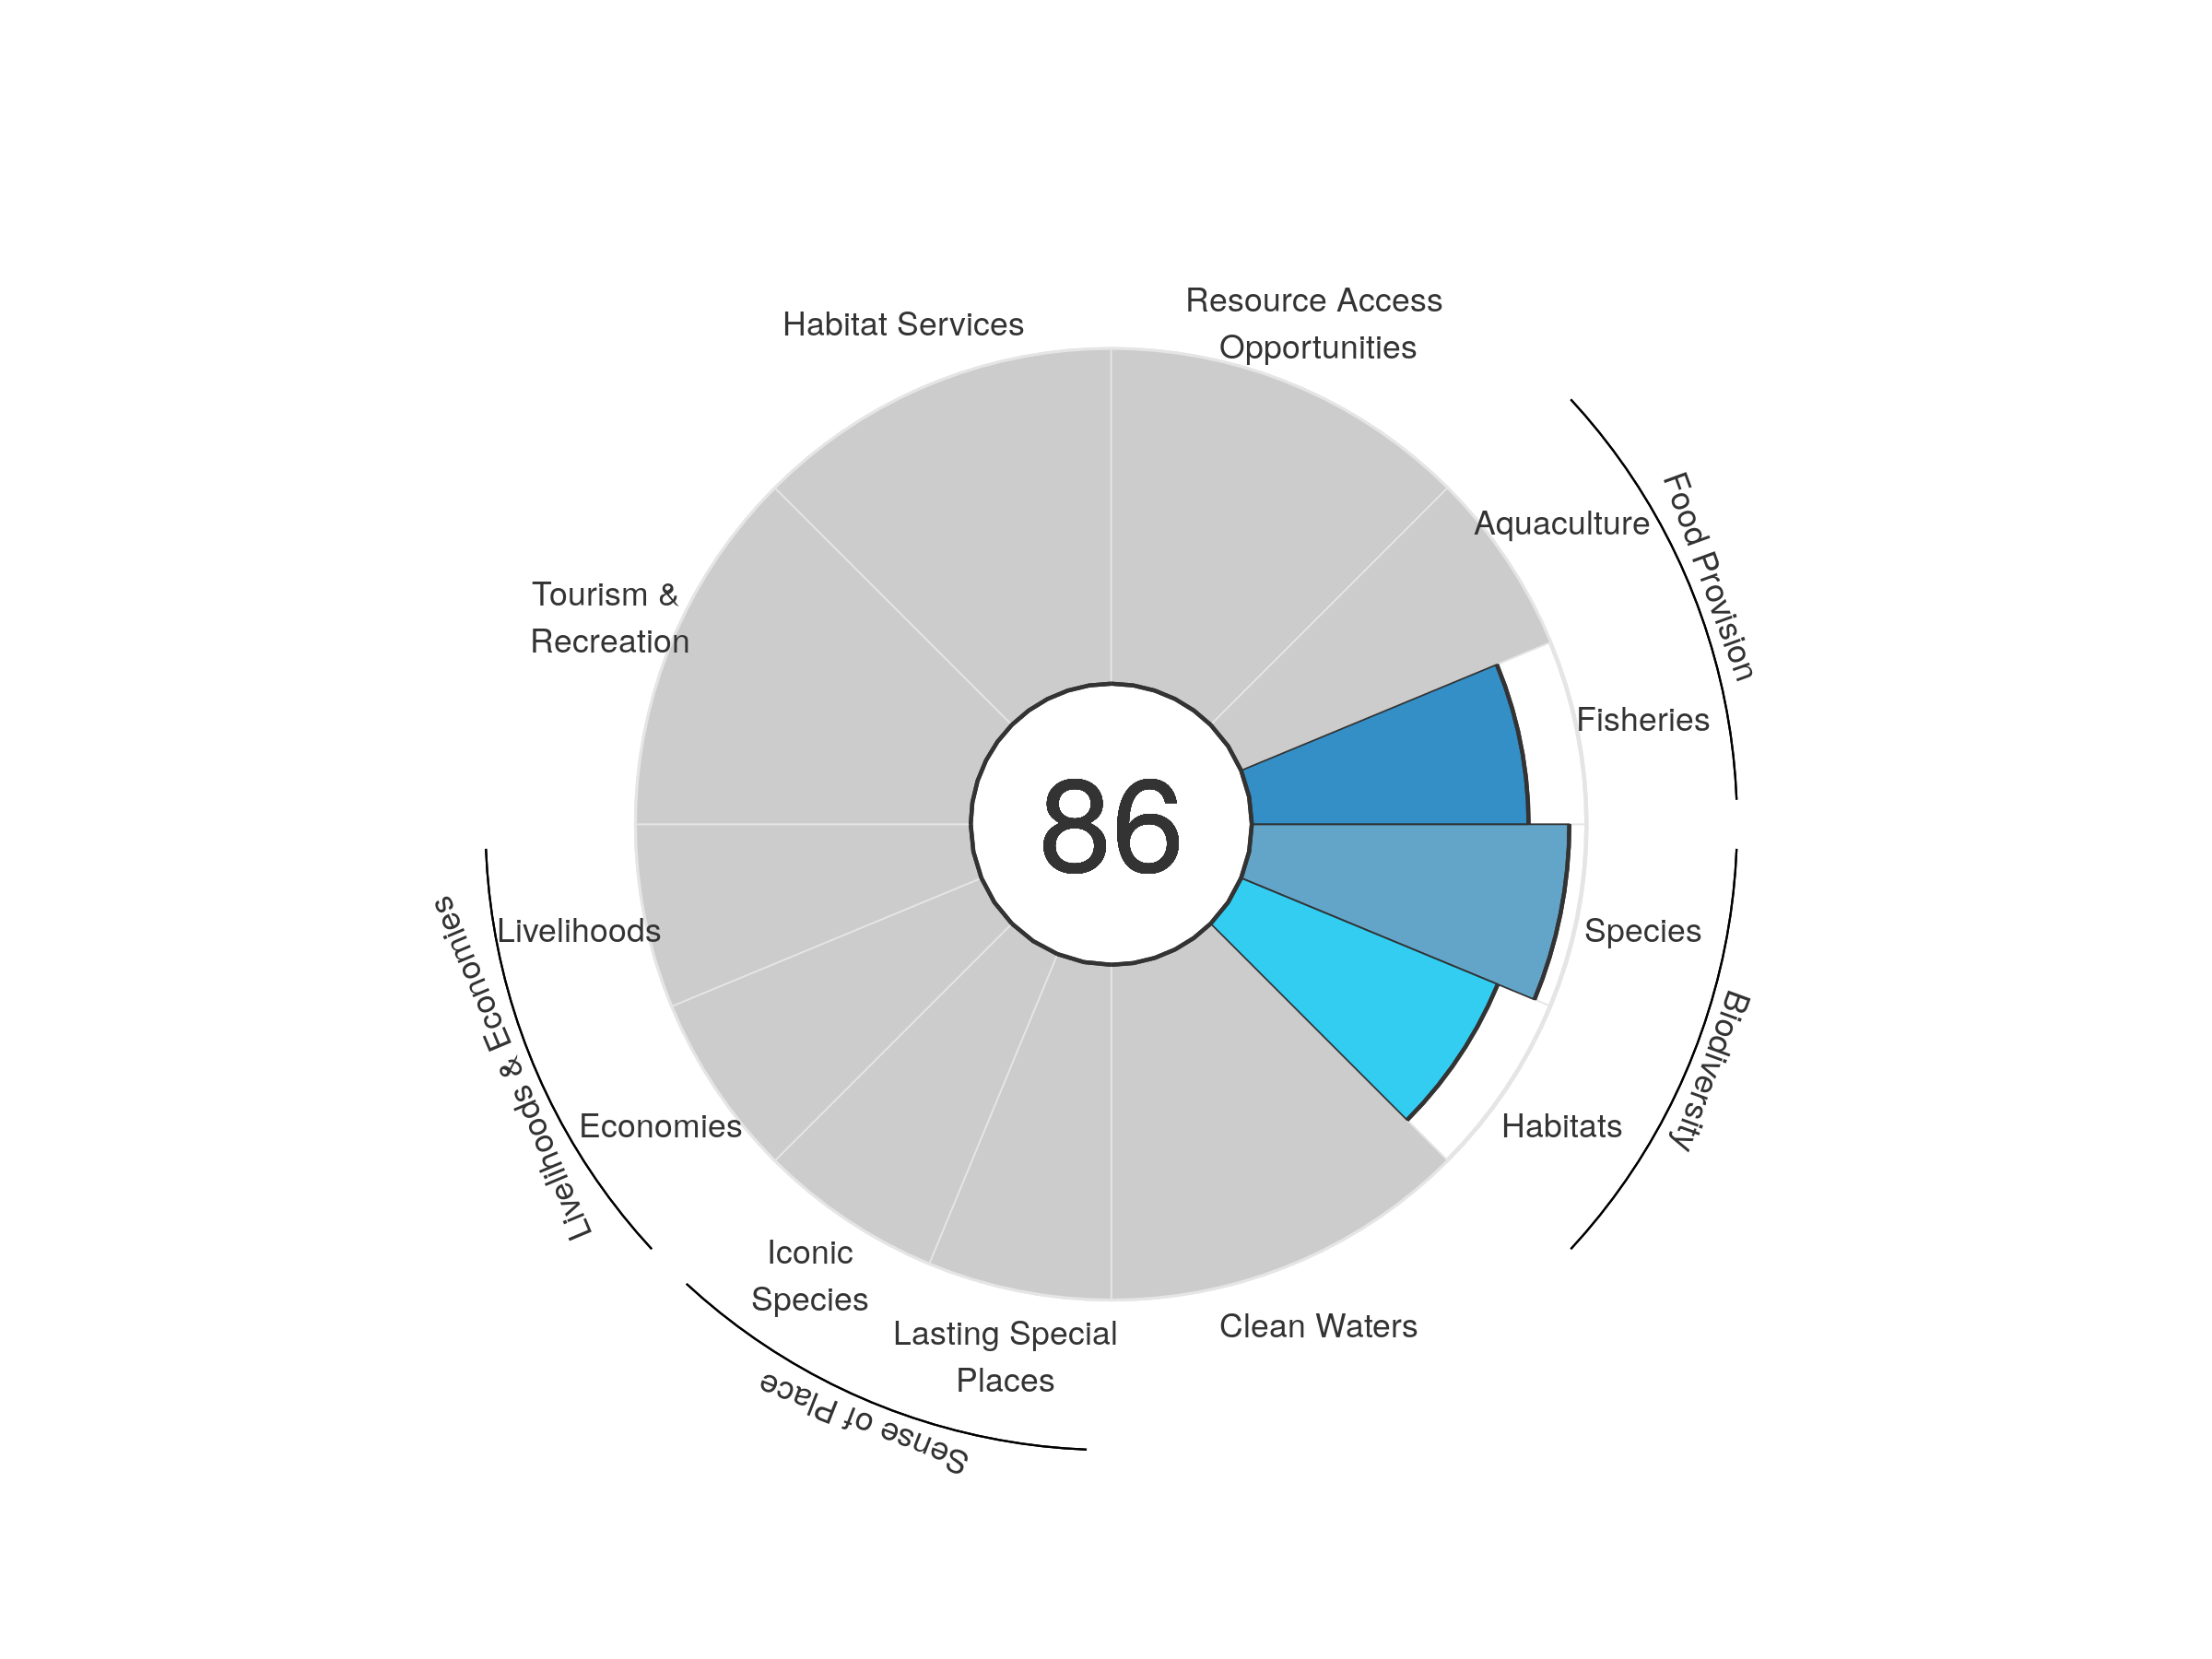 Resource Access
Opportunities
Habitat Services
Aquaculture
Food Provision
Tourism &
Recreation
Fisheries
86
Species
Livelihoods
Biodiversity
Livelihoods & Economies
Economies
Habitats
Iconic
Species
Lasting Special
Places
Clean Waters
Sense of Place